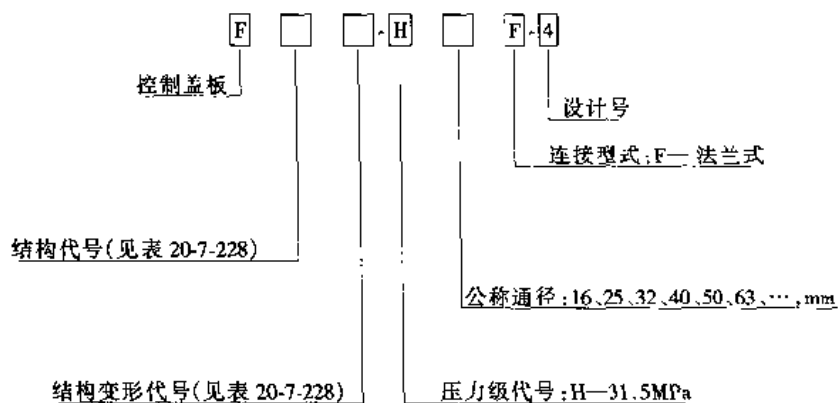 F □ □-H □ F-4
控制盖板
设计号
连接型式:F—法兰式
结构代号(见表 20-7-228)
公称通径:16、25、32、40、50、63、…,mm
结构变形代号(见表 20-7-228)
压力级代号:H—31.5MPa